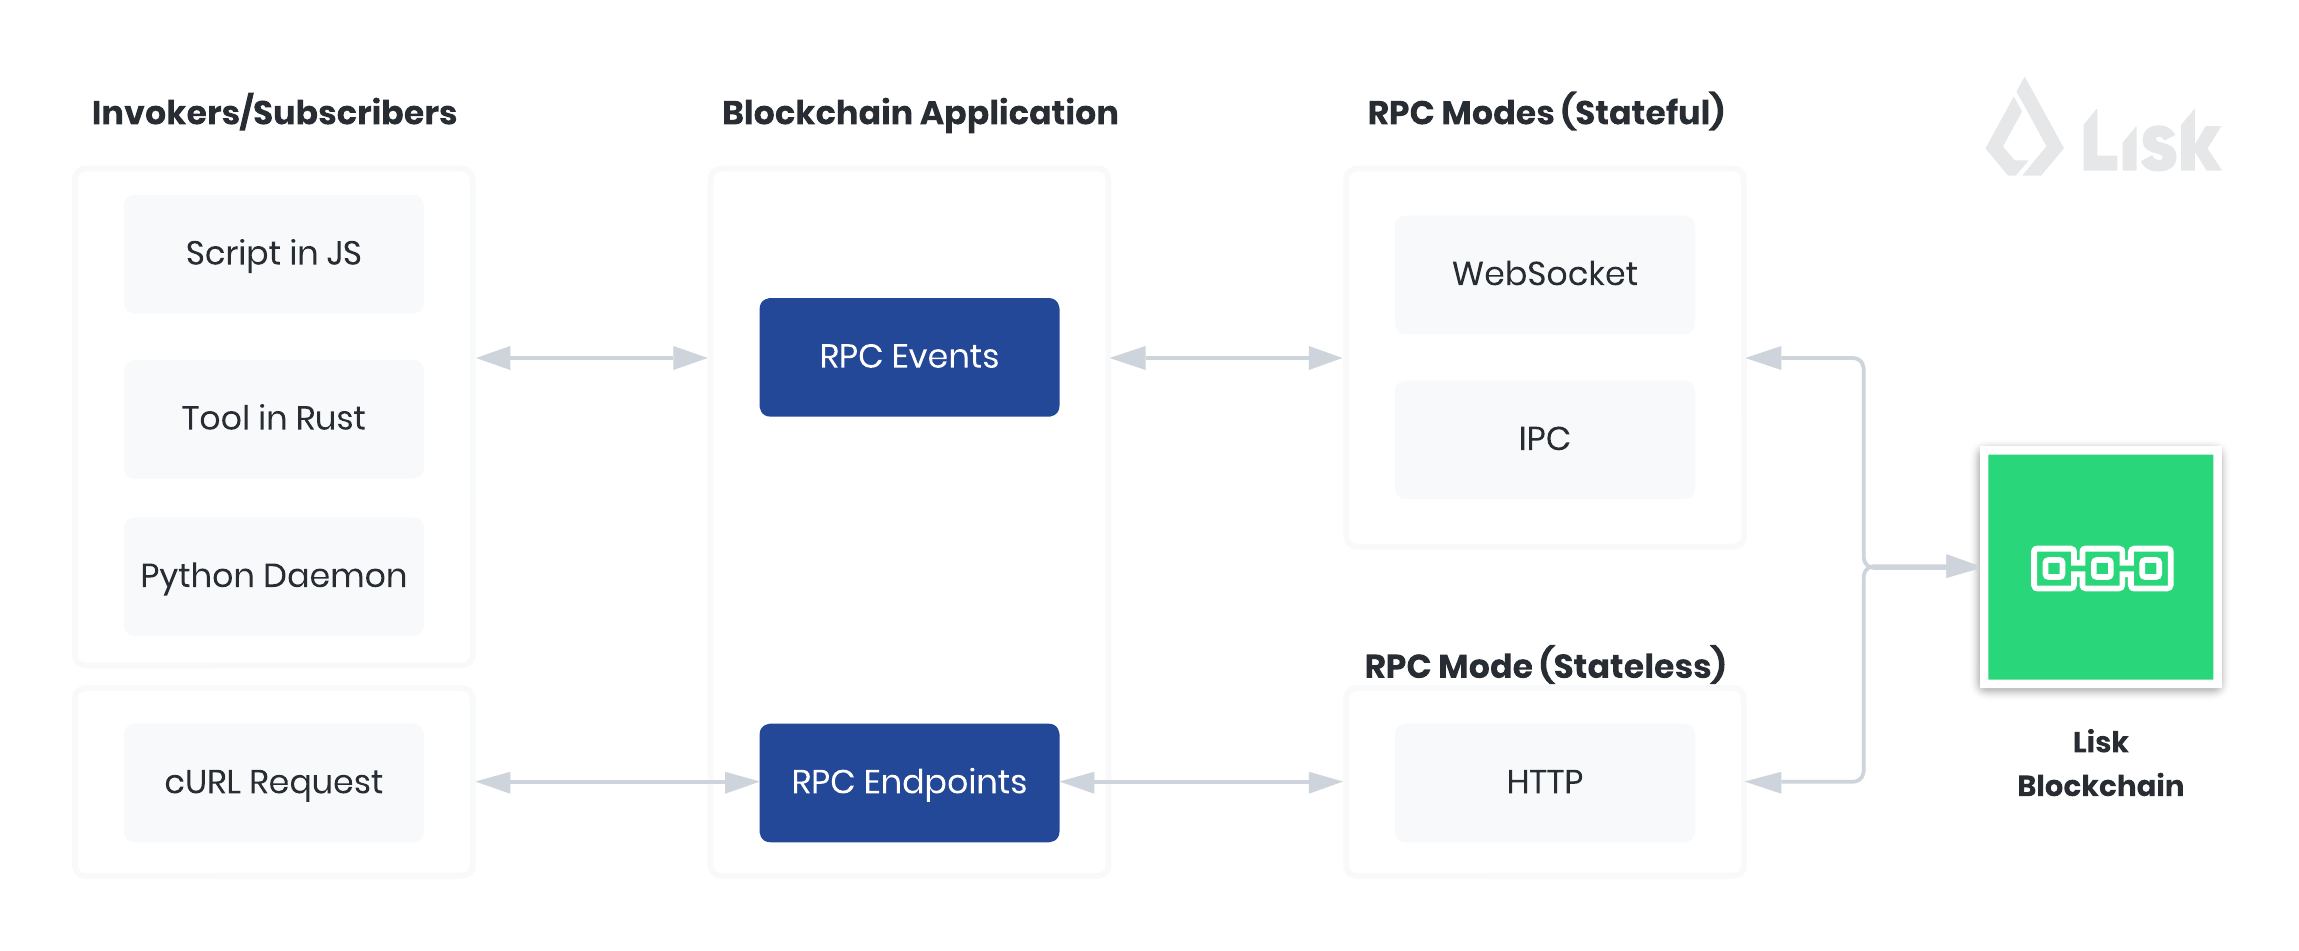 Invokers/Subscribers
Script in JS
Tool in Rust
Python Daemon
cURL Request
Blockchain Application
RPC Events
RPC Endpoints
RPC Modes (Stateful)
WebSocket
IPC
RPC Mode (Stateless)
HTTP
Lisk
Lisk
Blockchain